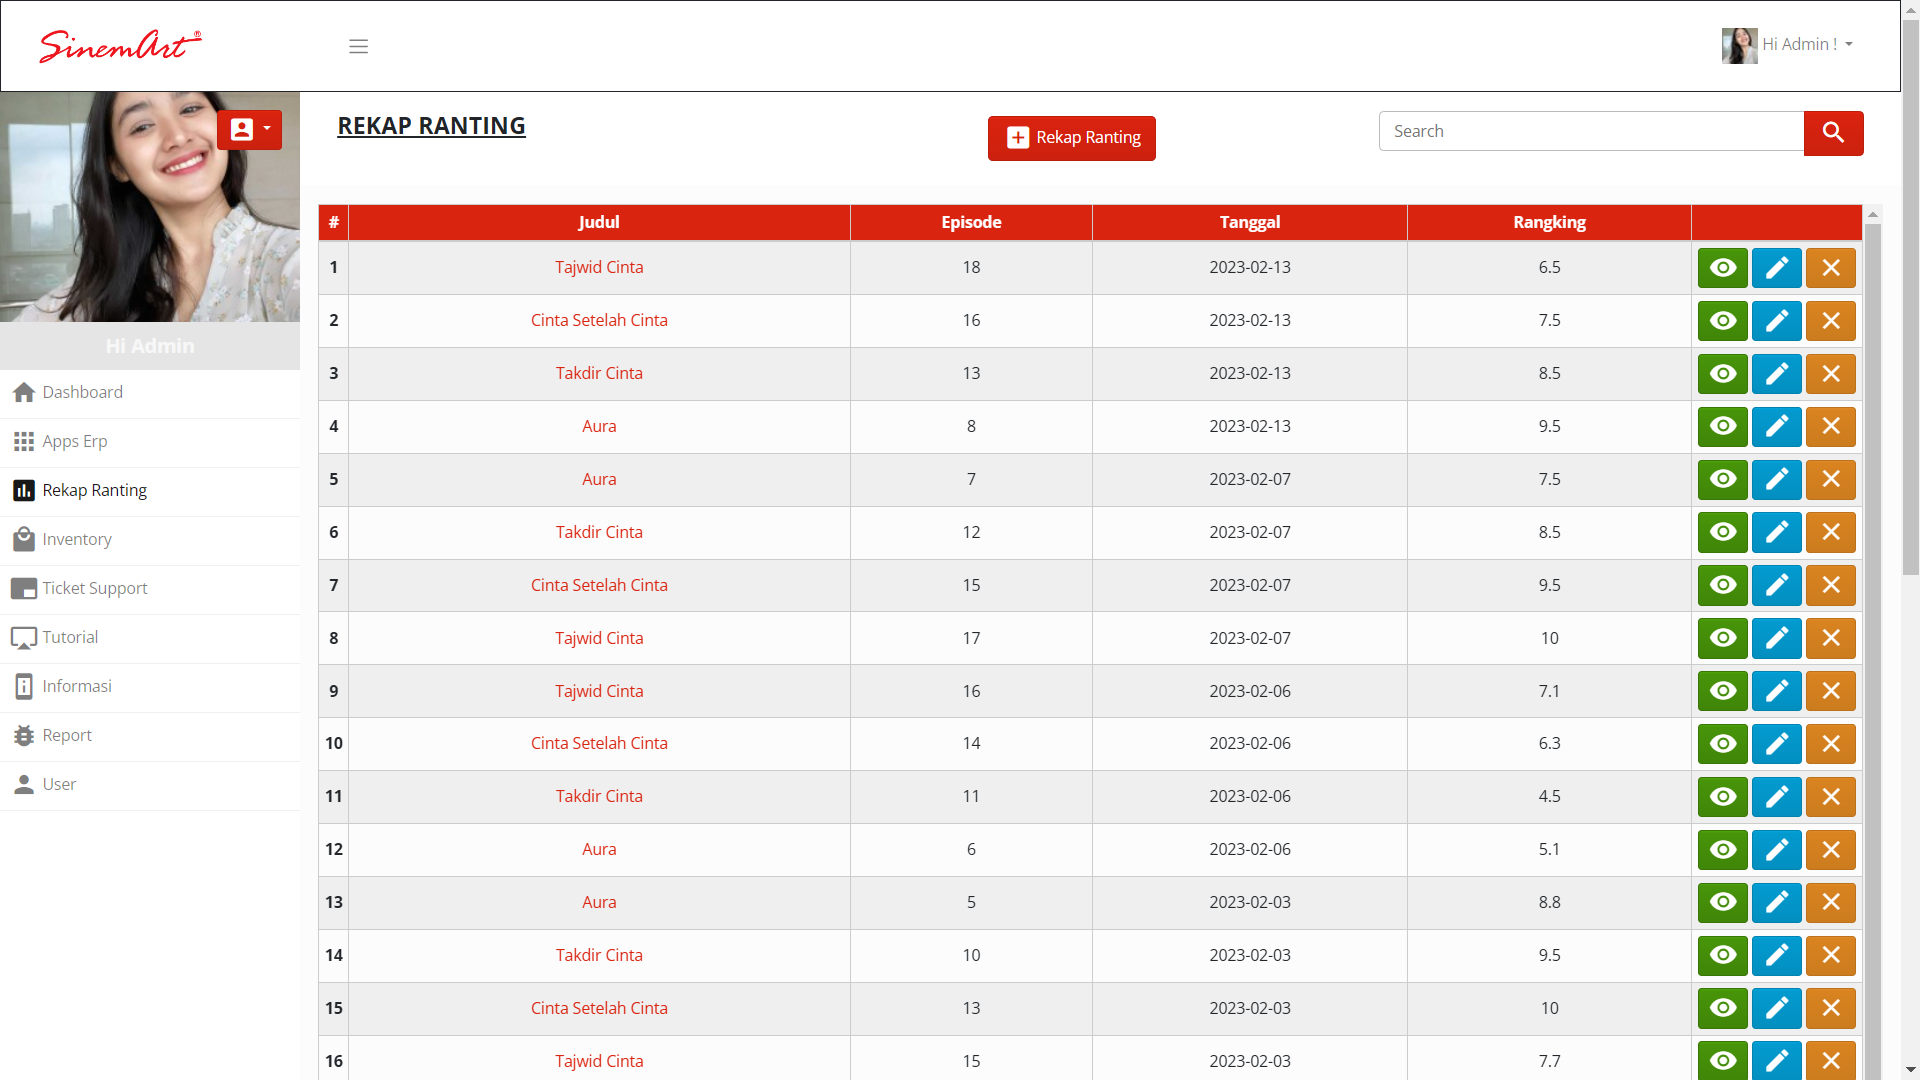 SinemArt®
Hi Admin !
REKAP RANTING
Rekap Ranting
Search
Hi Admin
Dashboard
Apps Erp
Rekap Ranting
Inventory
Ticket Support
Tutorial
Informasi
Report
User
# Judul Episode Tanggal Rangking
1 Tajwid Cinta 18 2023-02-13 6.5
2 Cinta Setelah Cinta 16 2023-02-13 7.5
3 Takdir Cinta 13 2023-02-13 8.5
4 Aura 8 2023-02-13 9.5
5 Aura 7 2023-02-07 7.5
6 Takdir Cinta 12 2023-02-07 8.5
7 Cinta Setelah Cinta 15 2023-02-07 9.5
8 Tajwid Cinta 17 2023-02-07 10
9 Tajwid Cinta 16 2023-02-06 7.1
10 Cinta Setelah Cinta 14 2023-02-06 6.3
11 Takdir Cinta 11 2023-02-06 4.5
12 Aura 6 2023-02-06 5.1
13 Aura 5 2023-02-03 8.8
14 Takdir Cinta 10 2023-02-03 9.5
15 Cinta Setelah Cinta 13 2023-02-03 10
16 Tajwid Cinta 15 2023-02-03 7.7